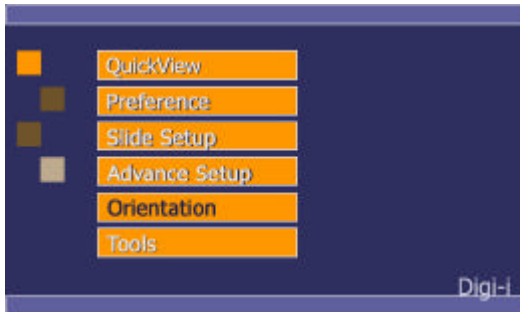 QuickView
Preference
Slide Setup
Advance Setup
Orientation
Tools
Digi-i